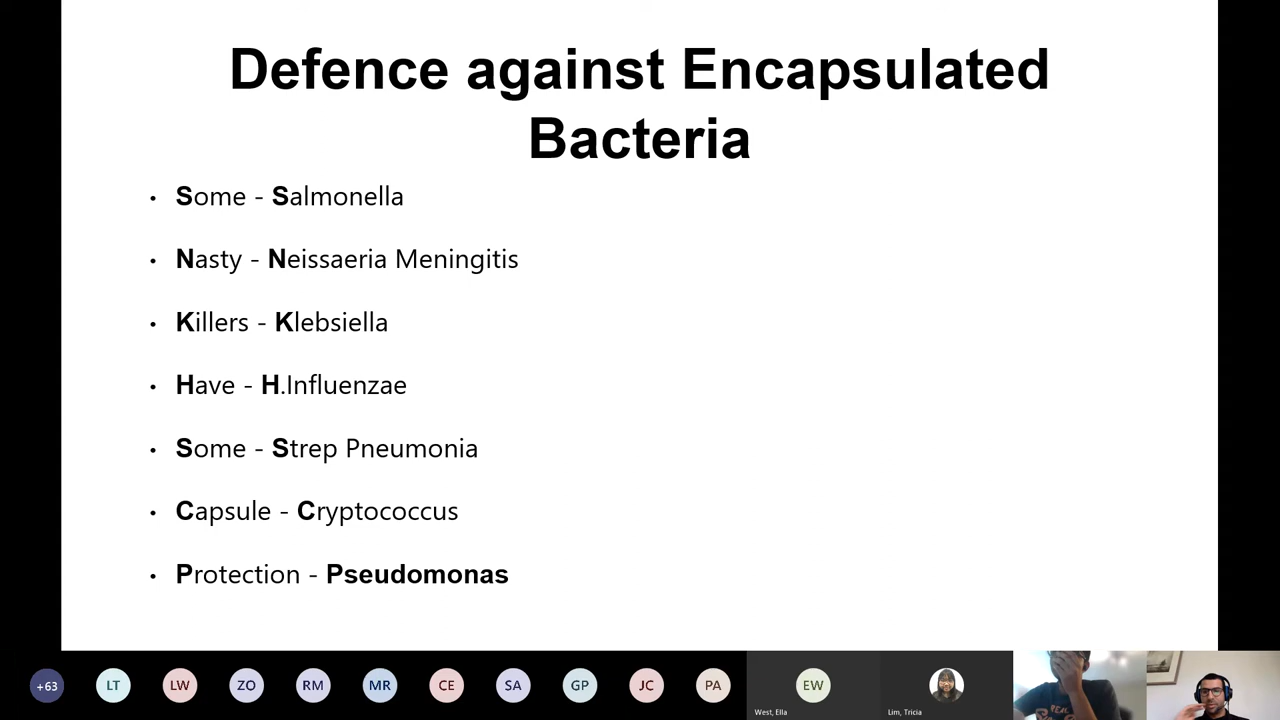 Defence against Encapsulated
Bacteria
• Some - Salmonella
• Nasty - Neissaeria Meningitis
• Killers - Klebsiella
• Have - H.Influenzae
• Some - Strep Pneumonia
• Capsule - Cryptococcus
• Protection - Pseudomonas
+63 LT LW ZO RM MR CE SA GP JC PA EW
West, Ella Lim, Tricia